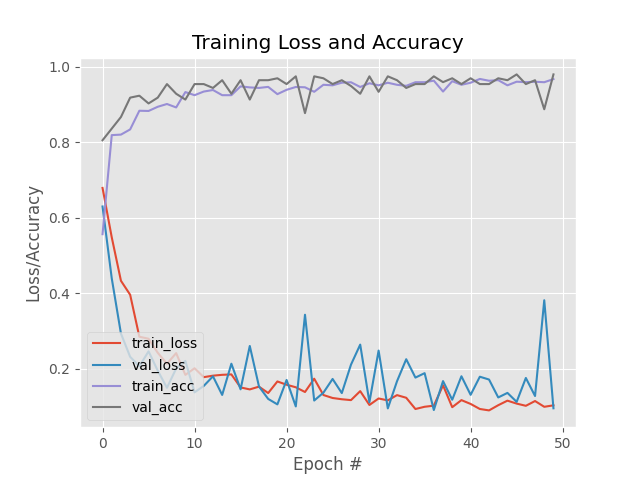 Training Loss and Accuracy
1.0
0.8
0.6
0.4
0.2
Loss/Accuracy
train_loss
val_loss
train_acc
val_acc
0 10 20 30 40 50
Epoch #